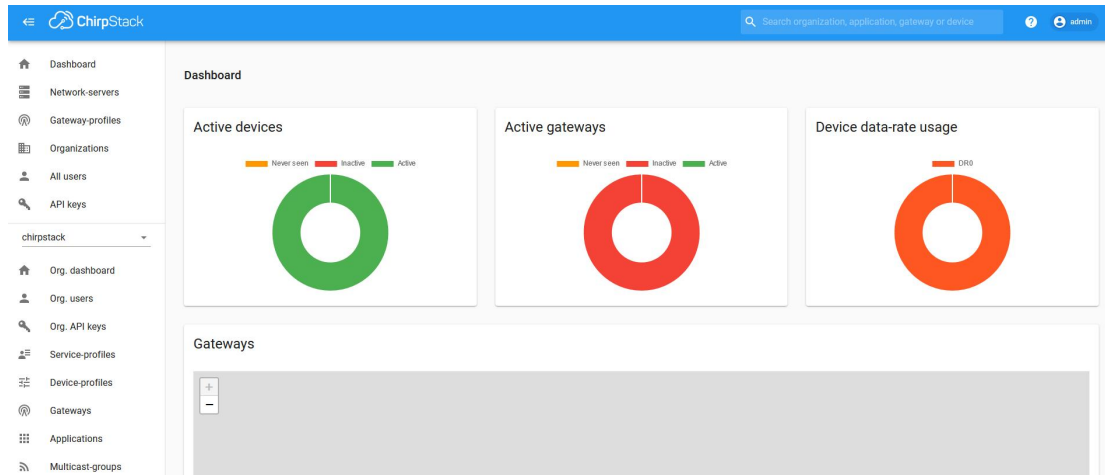 ChirpStack
Search organization, application, gateway or device
? admin
Dashboard
Network-servers
Gateway-profiles
Organizations
All users
API keys
chirpstack
Org. dashboard
Org. users
Org. API keys
Service-profiles
Device-profiles
Gateways
Applications
Multicast-groups
Dashboard
Active devices
Never seen Inactive Active
Active gateways
Never seen Inactive Active
Device data-rate usage
DR0
Gateways
+
−